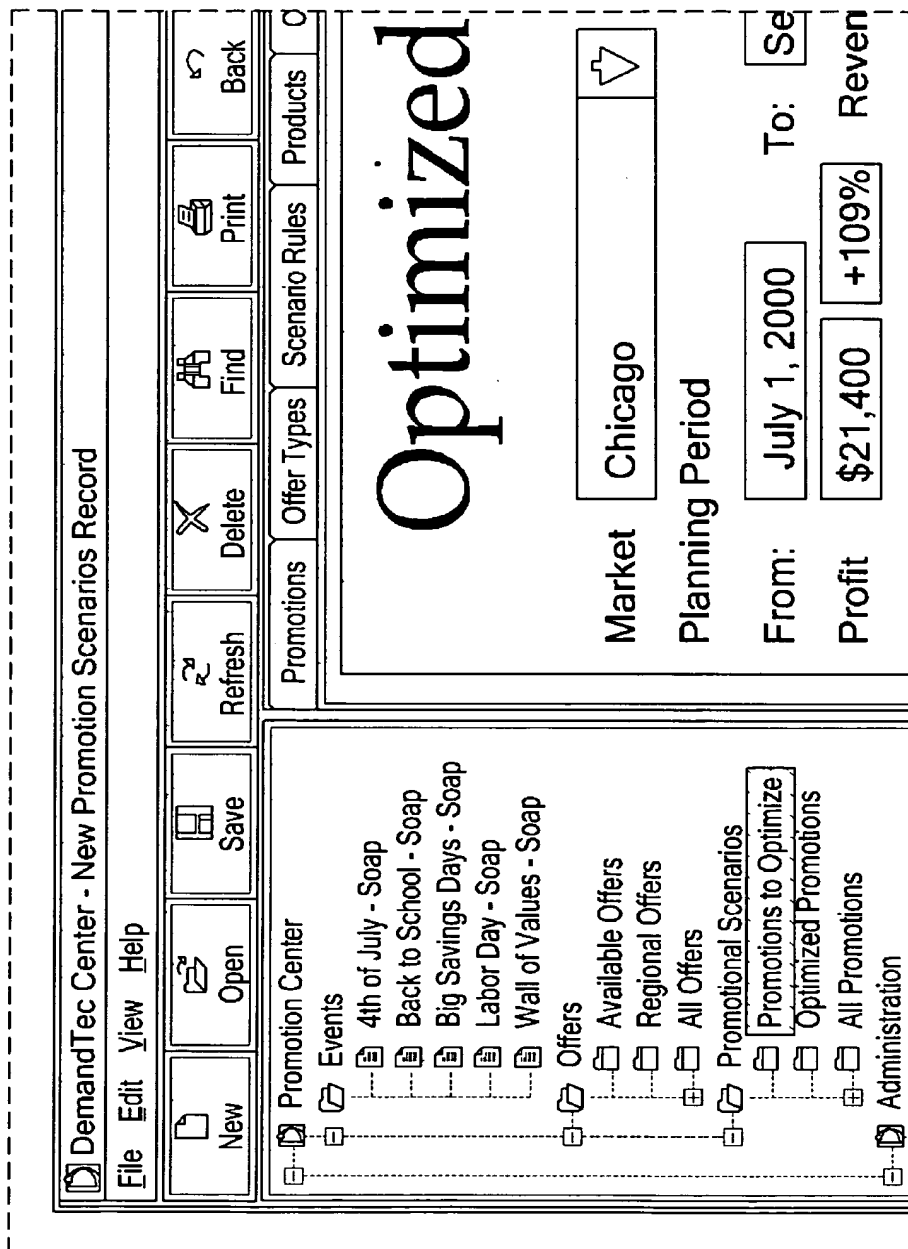 DemandTec Center - New Promotion Scenarios Record
File Edit View Help
New Open Save Refresh Delete Find Print Back
Promotions Offer Types Scenario Rules Products
Promotion Center
Events
4th of July - Soap
Back to School - Soap
Big Savings Days - Soap
Labor Day - Soap
Wall of Values - Soap
Offers
Available Offers
Regional Offers
All Offers
Promotional Scenarios
Promotions to Optimize
Optimized Promotions
All Promotions
Administration
Optimized
Market Chicago
Planning Period
From: July 1, 2000 To: Se
Profit $21,400 +109% Reven